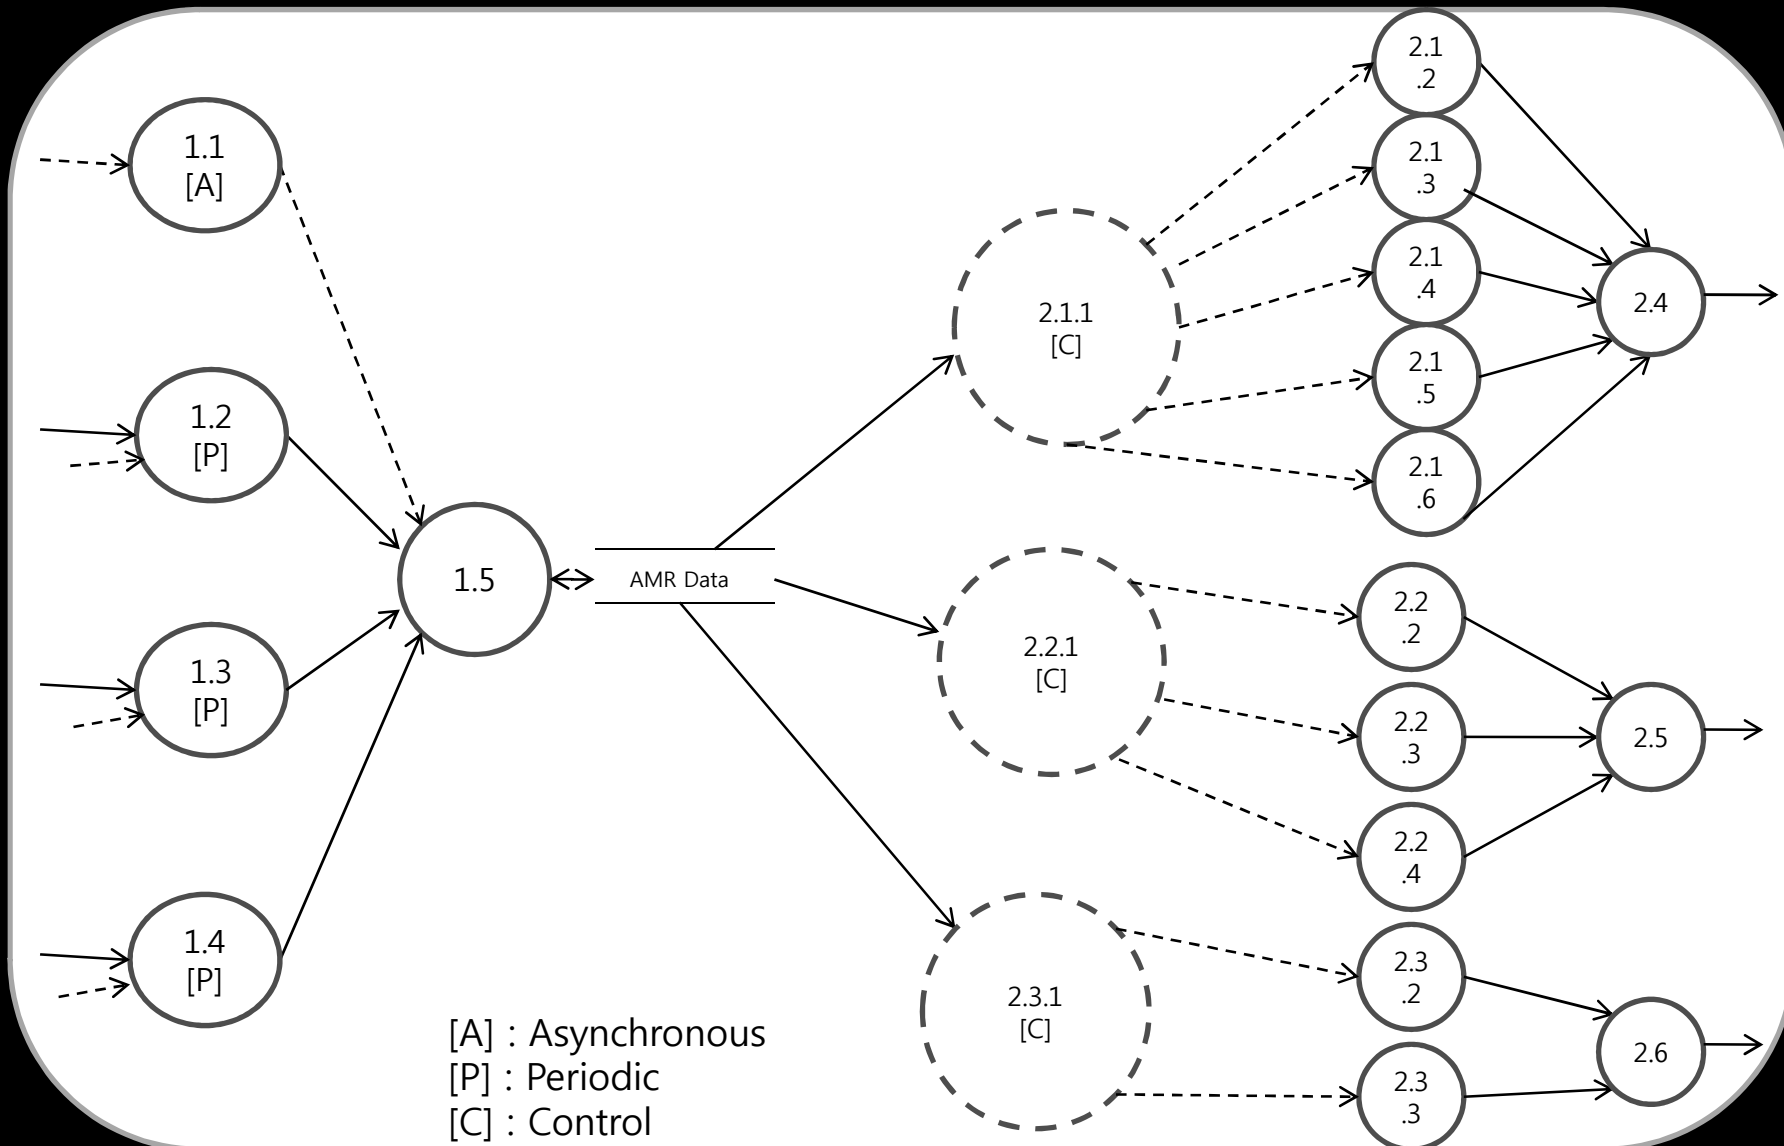 1.1
[A]
1.2
[P]
1.3
[P]
1.4
[P]
1.5
AMR Data
2.1.1
[C]
2.2.1
[C]
2.3.1
[C]
2.1
.2
2.1
.3
2.1
.4
2.1
.5
2.1
.6
2.2
.2
2.2
.3
2.2
.4
2.3
.2
2.3
.3
2.4
2.5
2.6
[A] : Asynchronous
[P] : Periodic
[C] : Control